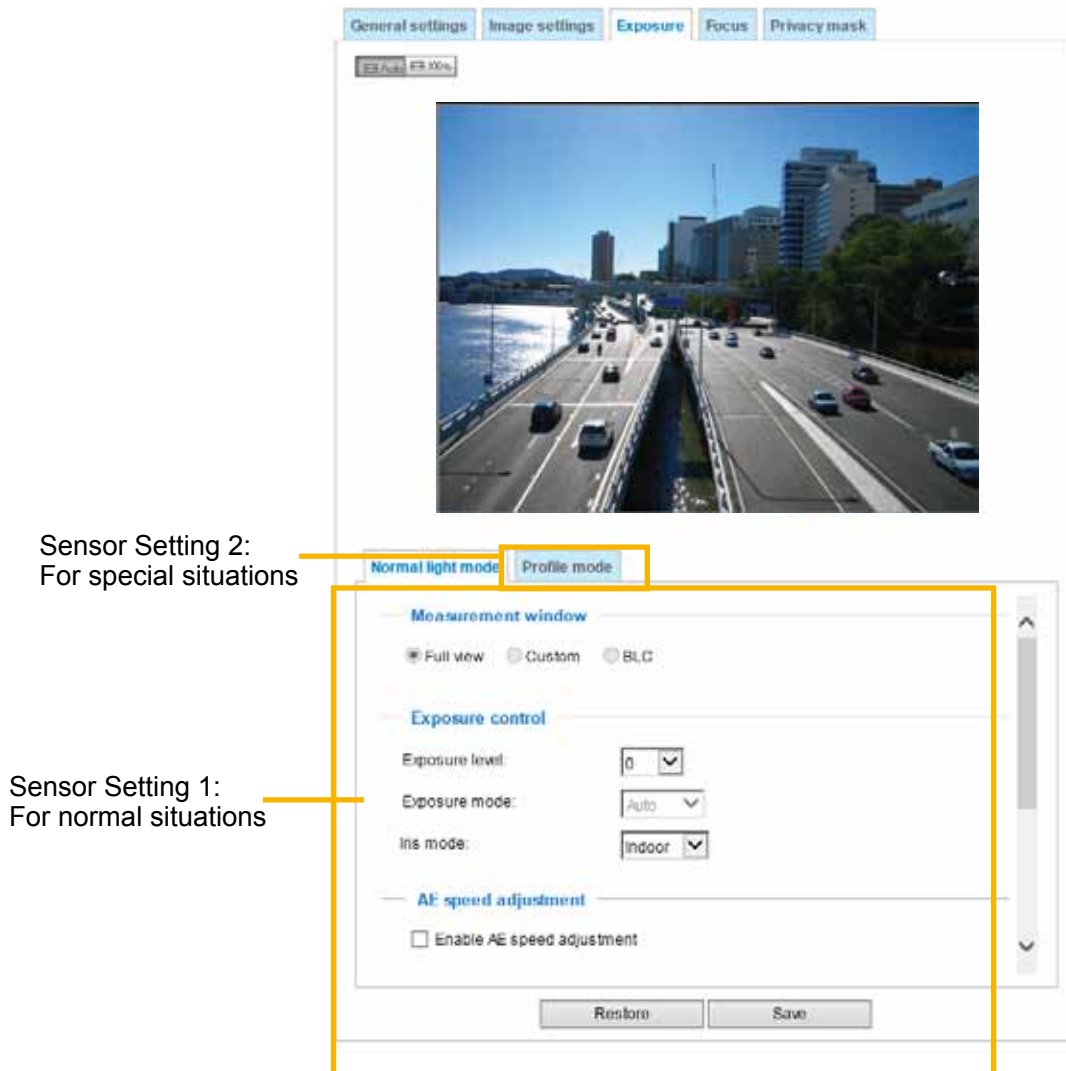 General settings Image settings Exposure Focus Privacy mask
Auto 100%
Sensor Setting 2:
For special situations
Normal light mode Profile mode
Measurement window
Full view Custom BLC
Exposure control
Exposure level: 0
Sensor Setting 1:
For normal situations
Exposure mode: Auto
Iris mode: Indoor
AE speed adjustment
Enable AE speed adjustment
Restore Save